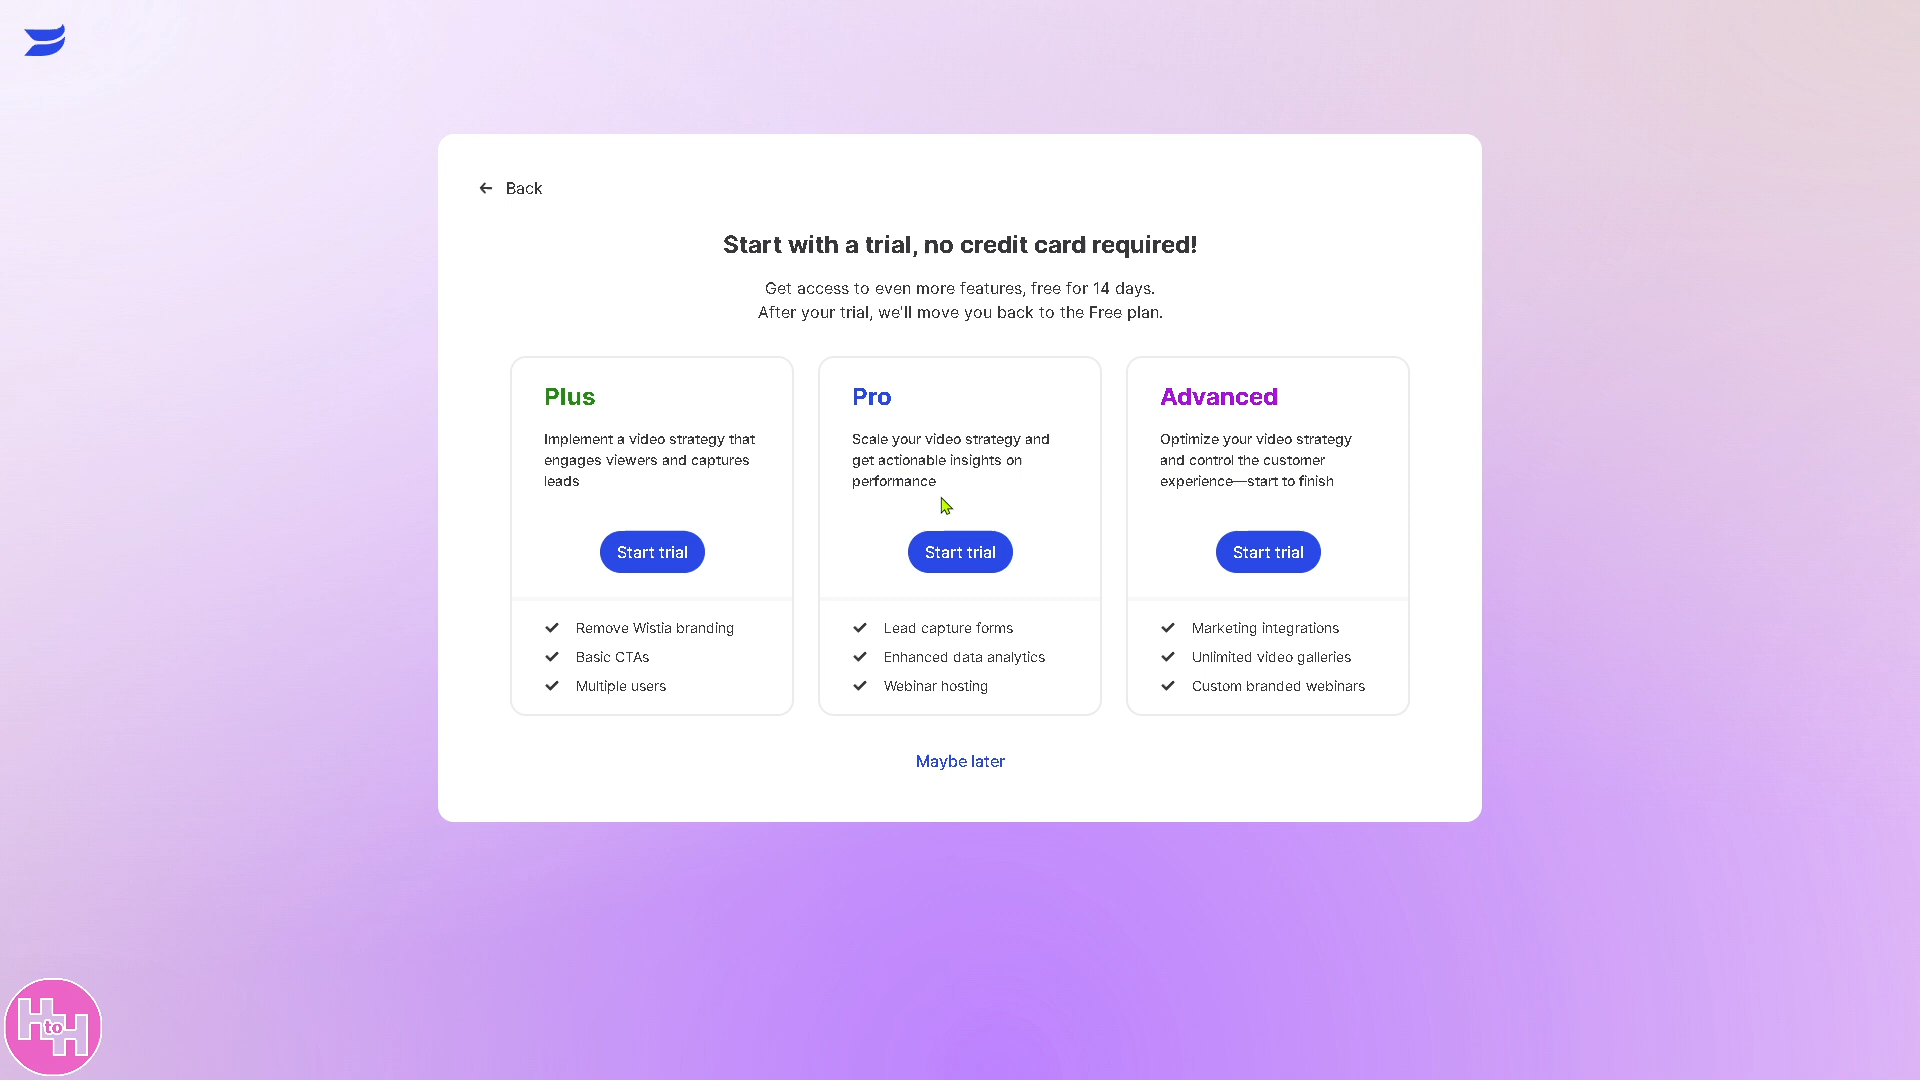 Back
Start with a trial, no credit card required!
Get access to even more features, free for 14 days.
After your trial, we'll move you back to the Free plan.
Plus
Implement a video strategy that
engages viewers and captures
leads
Start trial
Remove Wistia branding
Basic CTAs
Multiple users
Pro
Scale your video strategy and
get actionable insights on
performance
Start trial
Lead capture forms
Enhanced data analytics
Webinar hosting
Advanced
Optimize your video strategy
and control the customer
experience—start to finish
Start trial
Marketing integrations
Unlimited video galleries
Custom branded webinars
Maybe later
H to H